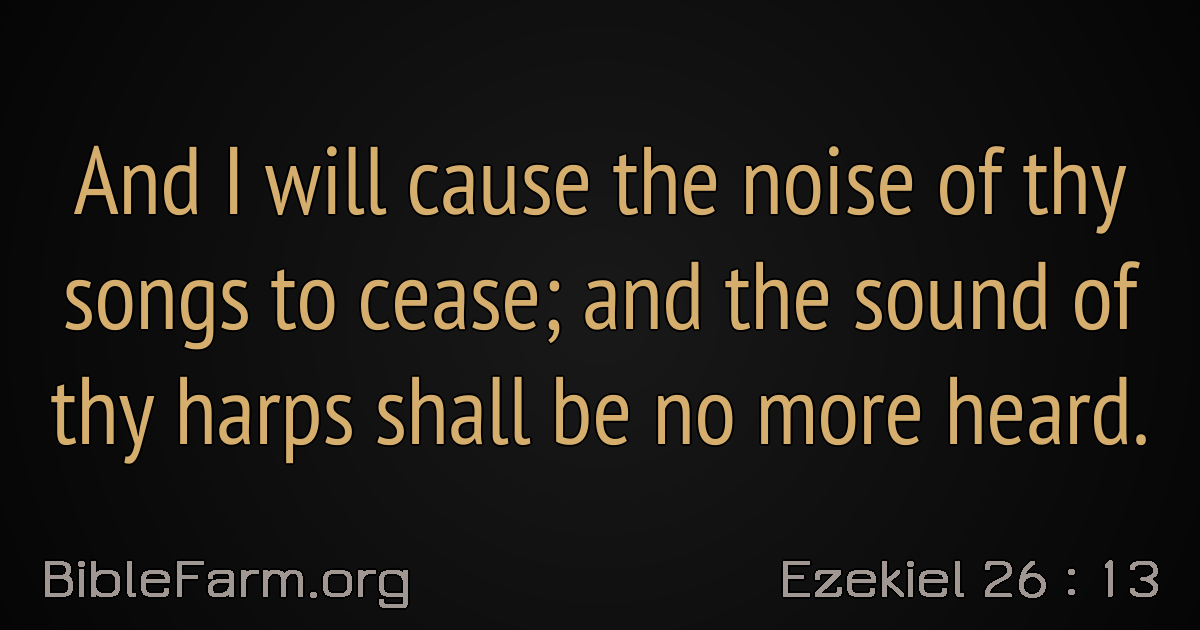 And I will cause the noise of thy
songs to cease; and the sound of
thy harps shall be no more heard.
BibleFarm.org
Ezekiel 26 : 13